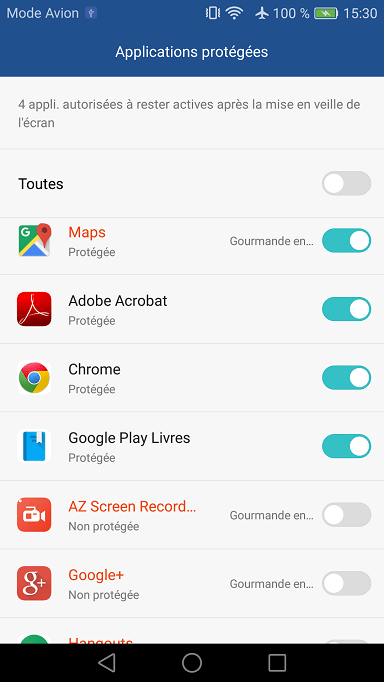 Mode Avion 100 % 15:30
Applications protégées
4 appli. autorisées à rester actives après la mise en veille de
l'écran
Toutes
Maps
Protégée
Gourmande en…
Adobe Acrobat
Protégée
Chrome
Protégée
Google Play Livres
Protégée
AZ Screen Record…
Non protégée
Gourmande en…
Google+
Non protégée
Gourmande en…
Hangouts